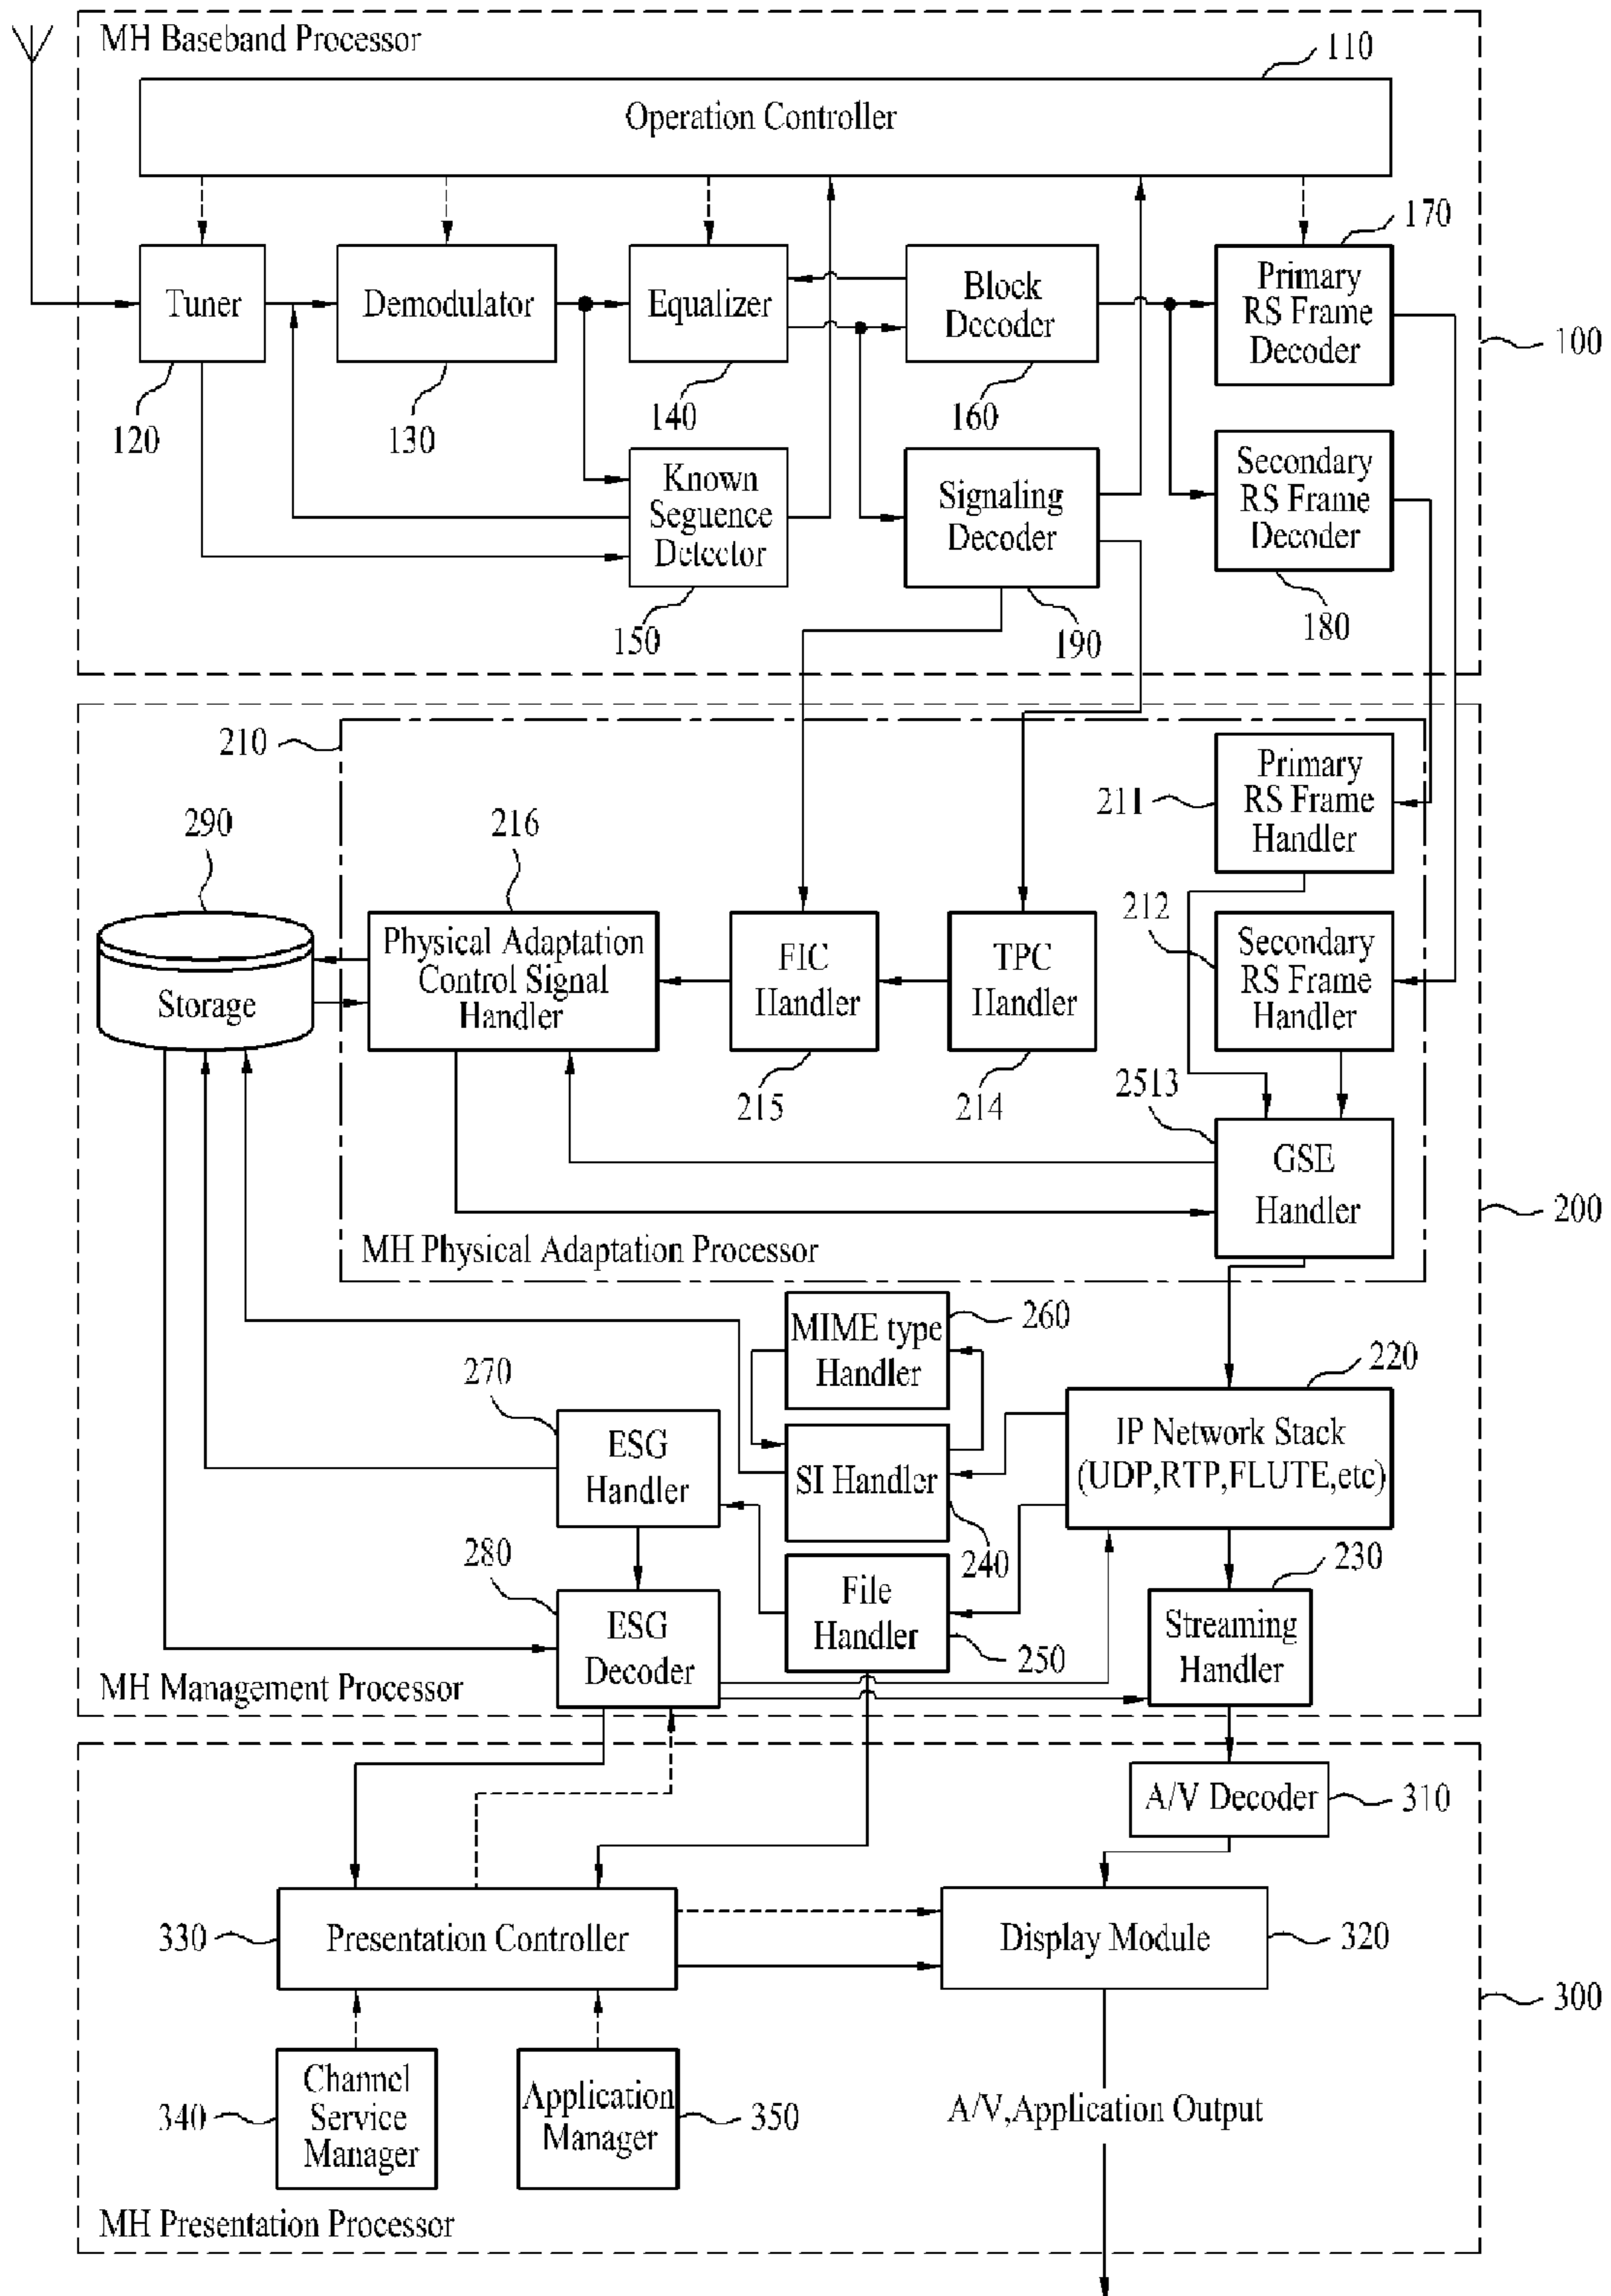 MH Baseband Processor
110
Operation Controller
170
Tuner
Demodulator
Equalizer
Block
Decoder
Primary
RS Frame
Decoder
100
120
130
140
160
Known
Seguence
Detector
Signaling
Decoder
Secondary
RS Frame
Decoder
150
190
180
210
Primary
RS Frame
Handler
211
290
216
212
Storage
Physical Adaptation
Control Signal
Handler
FIC
Handler
TPC
Handler
Secondary
RS Frame
Handler
215
214
2513
GSE
Handler
200
MH Physical Adaptation Processor
MIME type
Handler
260
270
220
ESG
Handler
SI Handler
IP Network Stack
(UDP,RTP,FLUTE,etc)
280
240
230
ESG
Decoder
File
Handler
250
Streaming
Handler
MH Management Processor
A/V Decoder
310
330
Presentation Controller
Display Module
320
300
340
Channel
Service
Manager
Application
Manager
350
A/V,Application Output
MH Presentation Processor